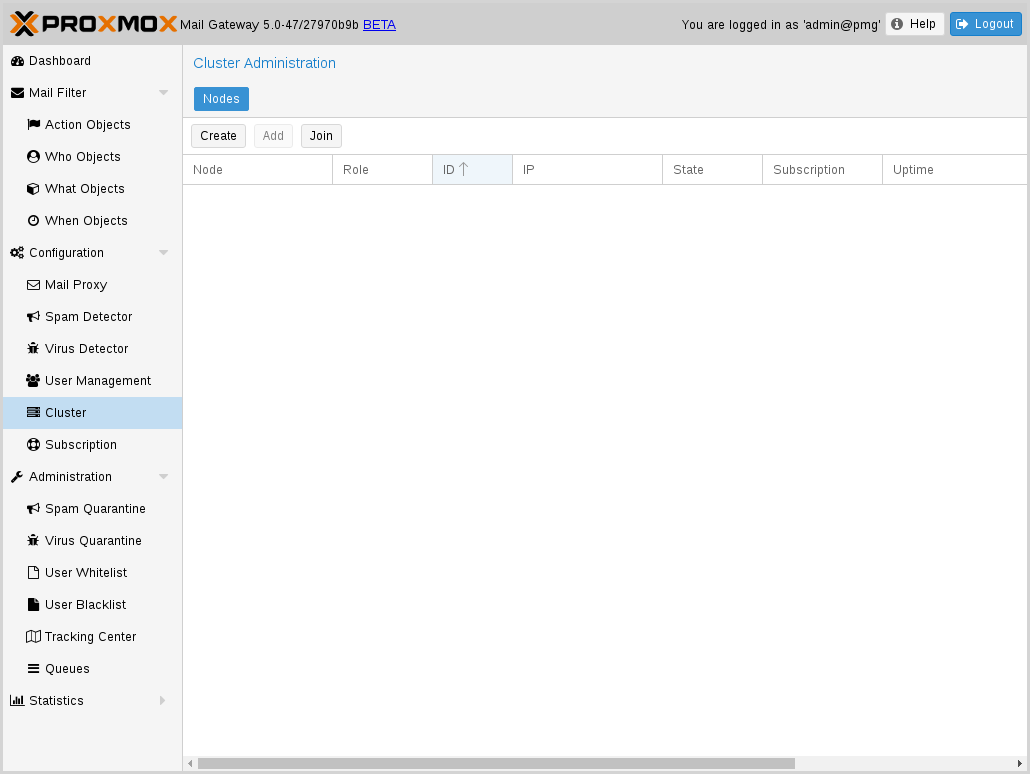 PROXMOX Mail Gateway 5.0-47/27970b9b BETA You are logged in as 'admin@pmg' Help Logout
Dashboard
Mail Filter
Action Objects
Who Objects
What Objects
When Objects
Configuration
Mail Proxy
Spam Detector
Virus Detector
User Management
Cluster
Subscription
Administration
Spam Quarantine
Virus Quarantine
User Whitelist
User Blacklist
Tracking Center
Queues
Statistics
Cluster Administration
Nodes
Create Add Join
Node Role ID IP State Subscription Uptime